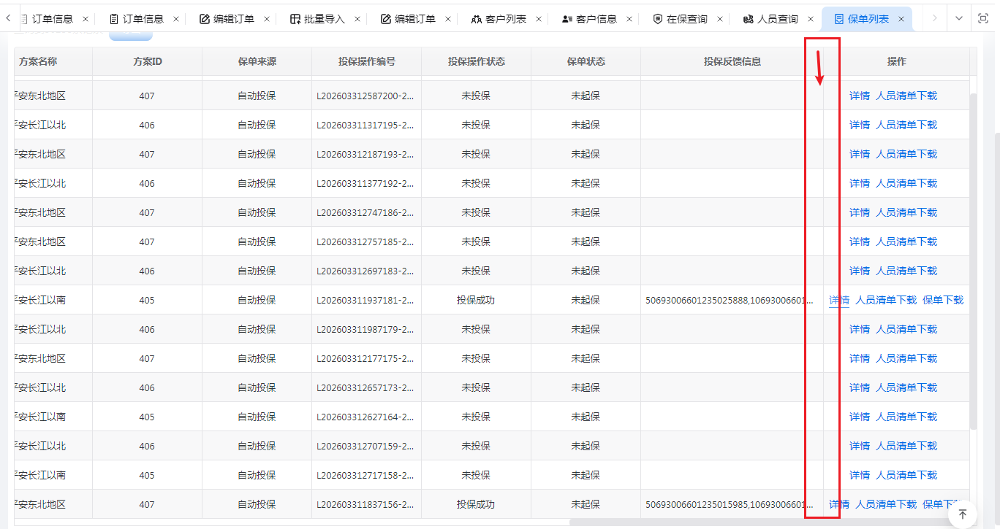 订单信息 订单信息 编辑订单 批量导入 编辑订单 客户列表 客户信息 在保查询 人员查询 保单列表
方案名称 方案ID 保单来源 投保操作编号 投保操作状态 保单状态 投保反馈信息 操作
安东北地区 407 自动投保 L202603312587200-2... 未投保 未起保 详情 人员清单下载
安长江以北 406 自动投保 L202603311317195-2... 未投保 未起保 详情 人员清单下载
安东北地区 407 自动投保 L202603312187193-2... 未投保 未起保 详情 人员清单下载
安长江以北 406 自动投保 L202603311377192-2... 未投保 未起保 详情 人员清单下载
安东北地区 407 自动投保 L202603312747186-2... 未投保 未起保 详情 人员清单下载
安东北地区 407 自动投保 L202603312757185-2... 未投保 未起保 详情 人员清单下载
安长江以北 406 自动投保 L202603312697183-2... 未投保 未起保 详情 人员清单下载
安长江以南 405 自动投保 L202603311937181-2... 投保成功 未起保 50693006601235025888,10693006601... 详情 人员清单下载 保单下载
安长江以北 406 自动投保 L202603311987179-2... 未投保 未起保 详情 人员清单下载
安东北地区 407 自动投保 L202603312177175-2... 未投保 未起保 详情 人员清单下载
安长江以北 406 自动投保 L202603312657173-2... 未投保 未起保 详情 人员清单下载
安长江以南 405 自动投保 L202603312627164-2... 未投保 未起保 详情 人员清单下载
安长江以北 406 自动投保 L202603312707159-2... 未投保 未起保 详情 人员清单下载
安长江以南 405 自动投保 L202603312717158-2... 未投保 未起保 详情 人员清单下载
安东北地区 407 自动投保 L202603311837156-2... 投保成功 未起保 50693006601235015985,10693006601... 详情 人员清单下载 保单下